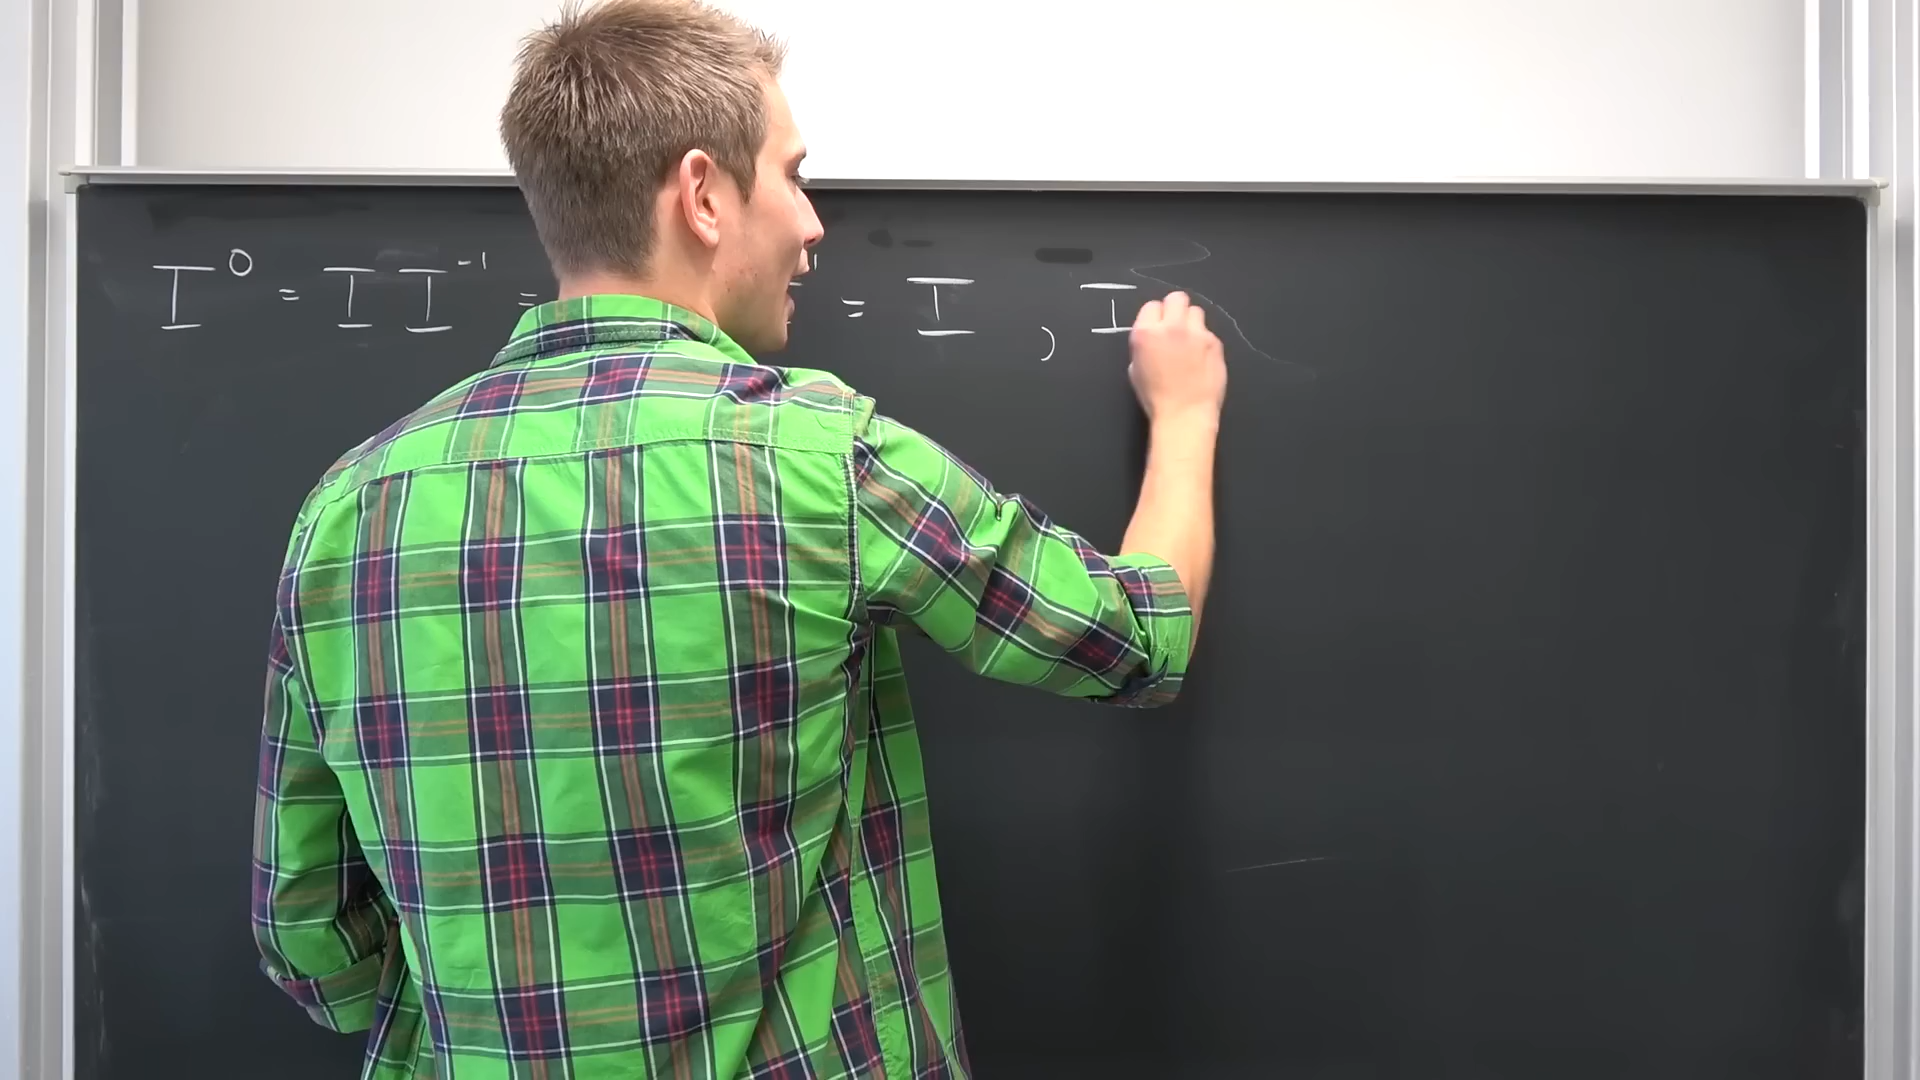 I⁰ = I I⁻¹ = ¹ = I , I